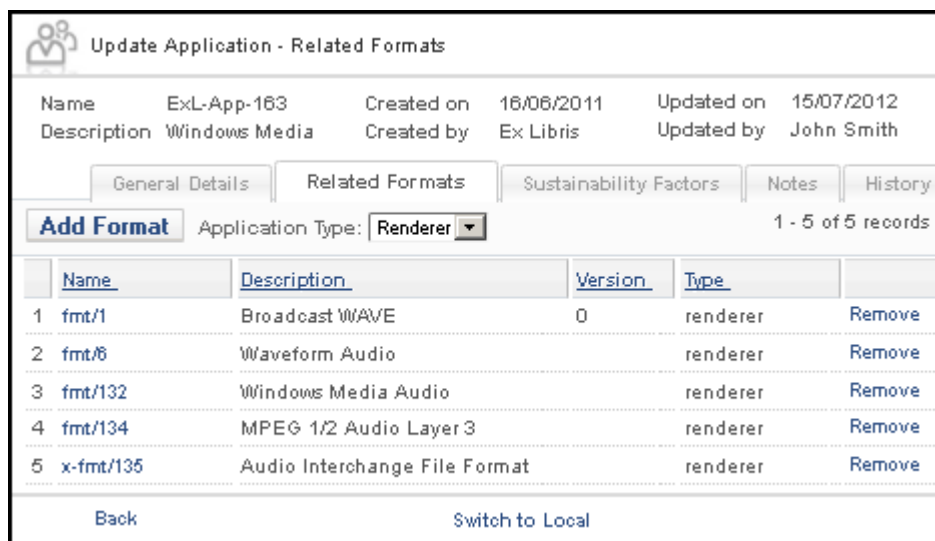 Update Application - Related Formats
Name ExL-App-163 Created on 16/06/2011 Updated on 15/07/2012
Description Windows Media Created by Ex Libris Updated by John Smith
General Details Related Formats Sustainability Factors Notes History
Add Format Application Type: Renderer 1 - 5 of 5 records
Name Description Version Type
1 fmt/1 Broadcast WAVE 0 renderer Remove
2 fmt/6 Waveform Audio renderer Remove
3 fmt/132 Windows Media Audio renderer Remove
4 fmt/134 MPEG 1/2 Audio Layer 3 renderer Remove
5 x-fmt/135 Audio Interchange File Format renderer Remove
Back Switch to Local